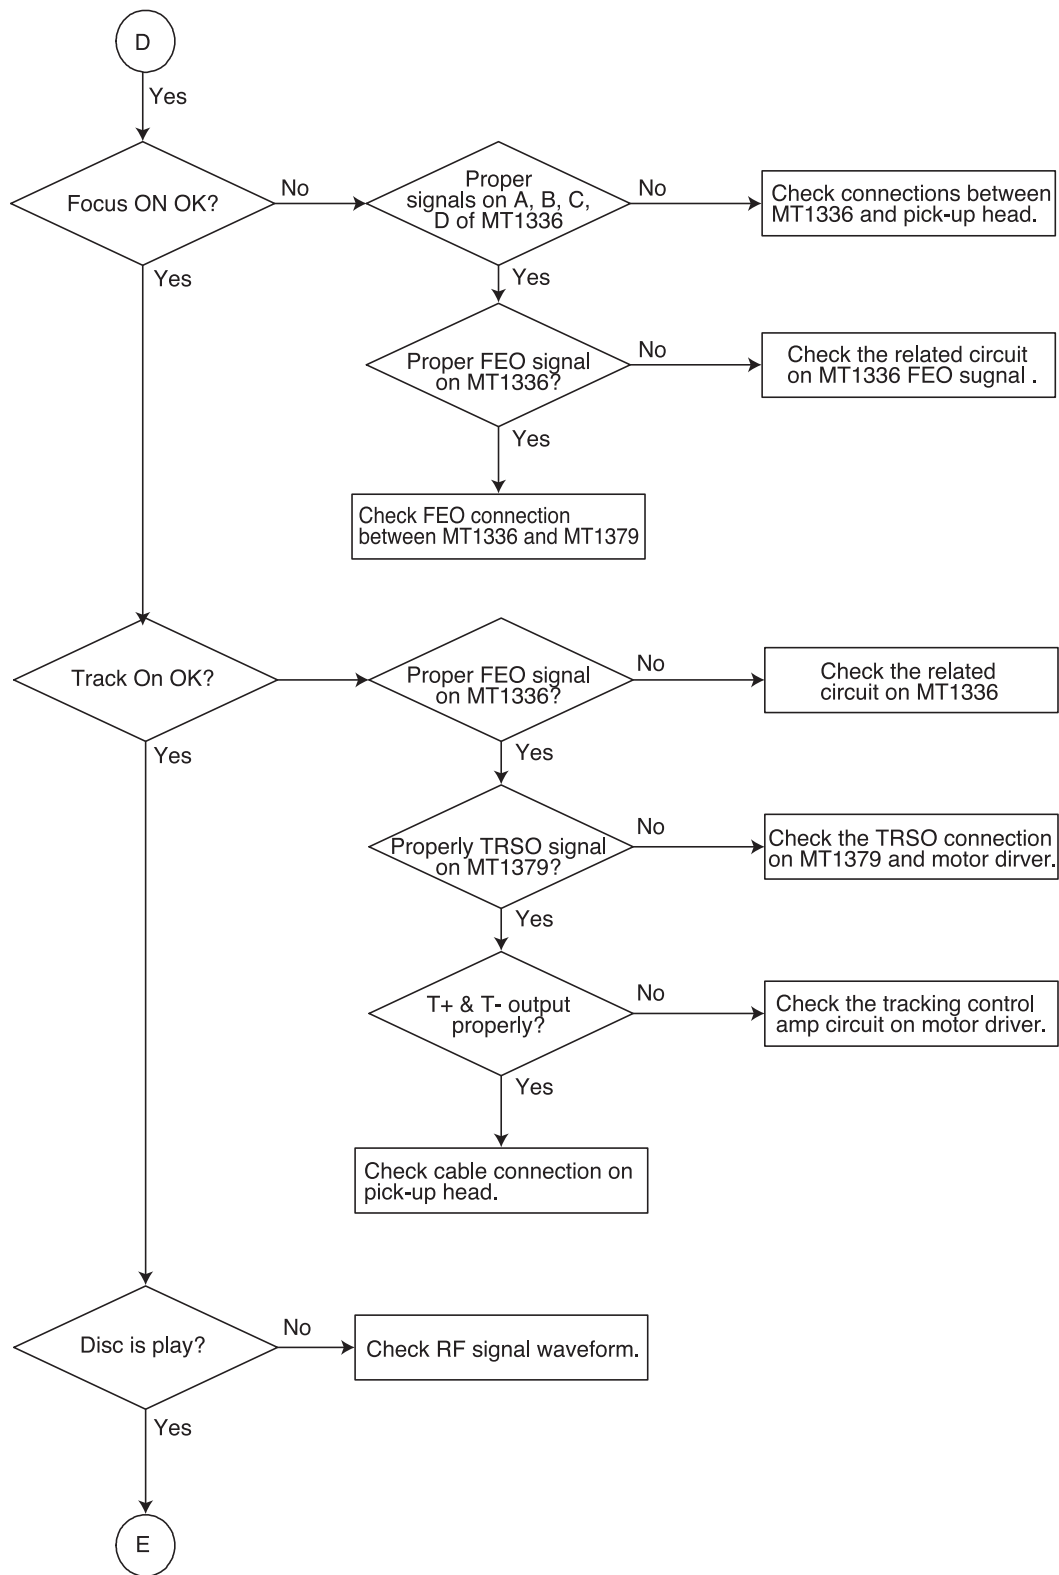 D
Yes
Focus ON OK?
No
Proper
signals on A, B, C,
D of MT1336
No
Check connections between
MT1336 and pick-up head.
Yes
Yes
Proper FEO signal
on MT1336?
No
Check the related circuit
on MT1336 FEO sugnal .
Yes
Check FEO connection
between MT1336 and MT1379
Track On OK?
Proper FEO signal
on MT1336?
No
Check the related
circuit on MT1336
Yes
Yes
Properly TRSO signal
on MT1379?
No
Check the TRSO connection
on MT1379 and motor dirver.
Yes
T+ & T- output
properly?
No
Check the tracking control
amp circuit on motor driver.
Yes
Check cable connection on
pick-up head.
Disc is play?
No
Check RF signal waveform.
Yes
E